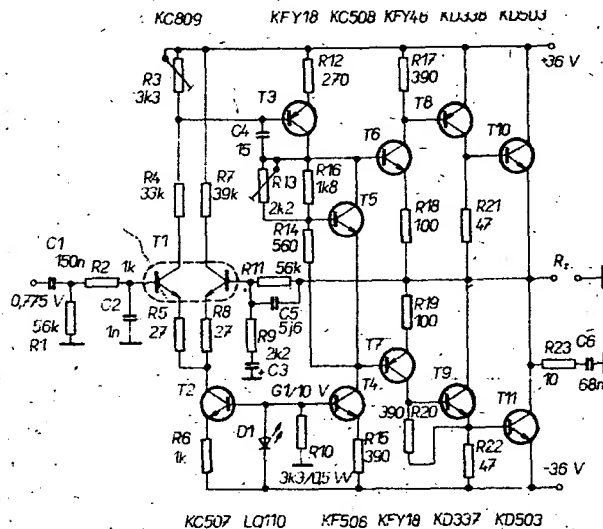 KC809 KFY18 KC508 KFY46 KD338 KD503
R3
3k3
R12
270
R17
390
+36 V
T3
T8
C4
15
T6
T10
R4
33k
R7
39k
R13
2k2
R16
1k8
T5
R14
560
R18
100
R21
47
T1
C1
150n
R2
1k
R11
56k
Rz
0,775 V
56k
R1
C2
1n
R5
27
R8
27
R9
2k2
C5
5j6
C3
R19
100
T7
R23
10
C6
68n
T2
G1/10 V
T4
T9
T11
390
R20
R6
1k
D1
R10
3k3/0,5 W
R15
390
R22
47
-36 V
KC507 LQ110 KF506 KFY18 KD337 KD503